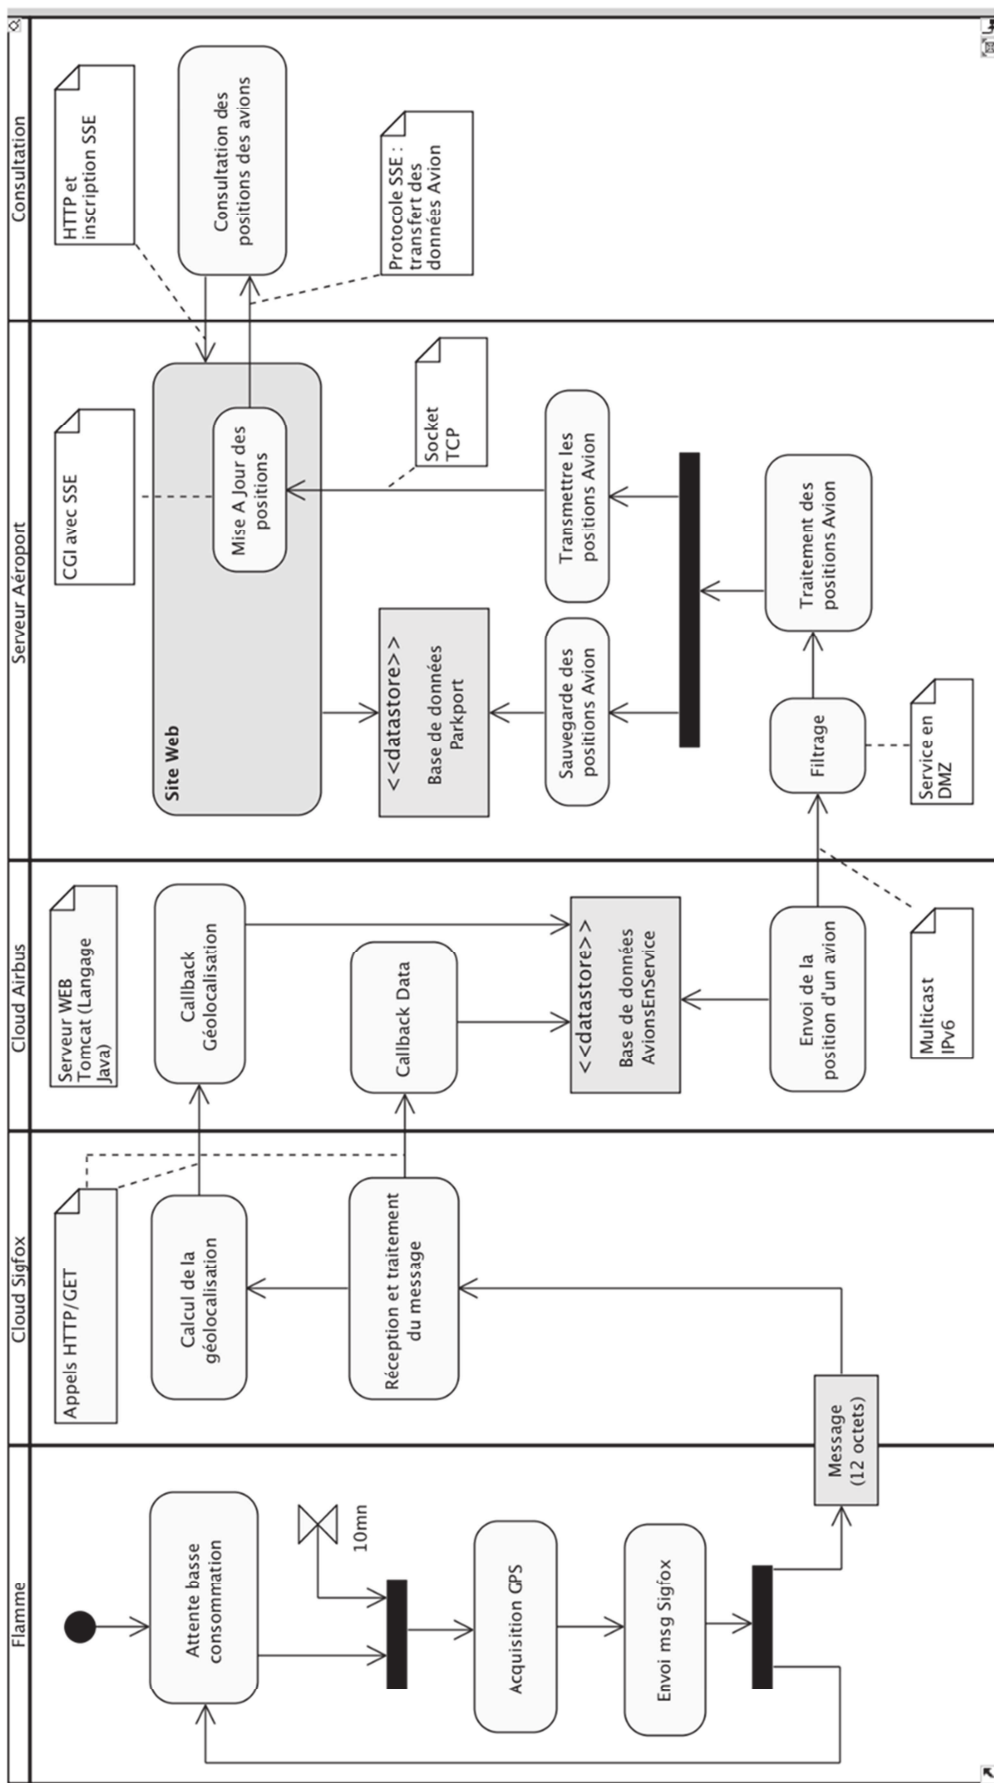 Flamme
Attente basse
consommation
10mn
Acquisition GPS
Envoi msg Sigfox
Message
(12 octets)
Cloud Sigfox
Appels HTTP/GET
Calcul de la
géolocalisation
Réception et traitement
du message
Cloud Airbus
Serveur WEB
Tomcat (Langage
Java)
Callback
Géolocalisation
Callback Data
<<datastore>>
Base de données
AvionsEnService
Envoi de la
position d'un avion
Multicast
IPv6
Serveur Aéroport
CGI avec SSE
Site Web
Mise A Jour des
positions
Socket
TCP
<<datastore>>
Base de données
Parkport
Sauvegarde des
positions Avion
Transmettre les
positions Avion
Filtrage
Traitement des
positions Avion
Service en
DMZ
Consultation
HTTP et
inscription SSE
Consultation des
positions des avions
Protocole SSE :
transfert des
données Avion